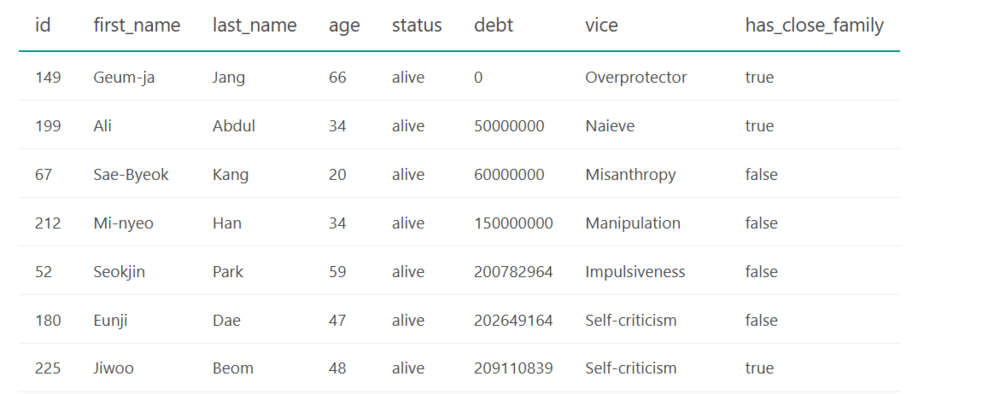 id first_name last_name age status debt vice has_close_family
149 Geum-ja Jang 66 alive 0 Overprotector true
199 Ali Abdul 34 alive 50000000 Naieve true
67 Sae-Byeok Kang 20 alive 60000000 Misanthropy false
212 Mi-nyeo Han 34 alive 150000000 Manipulation false
52 Seokjin Park 59 alive 200782964 Impulsiveness false
180 Eunji Dae 47 alive 202649164 Self-criticism false
225 Jiwoo Beom 48 alive 209110839 Self-criticism true